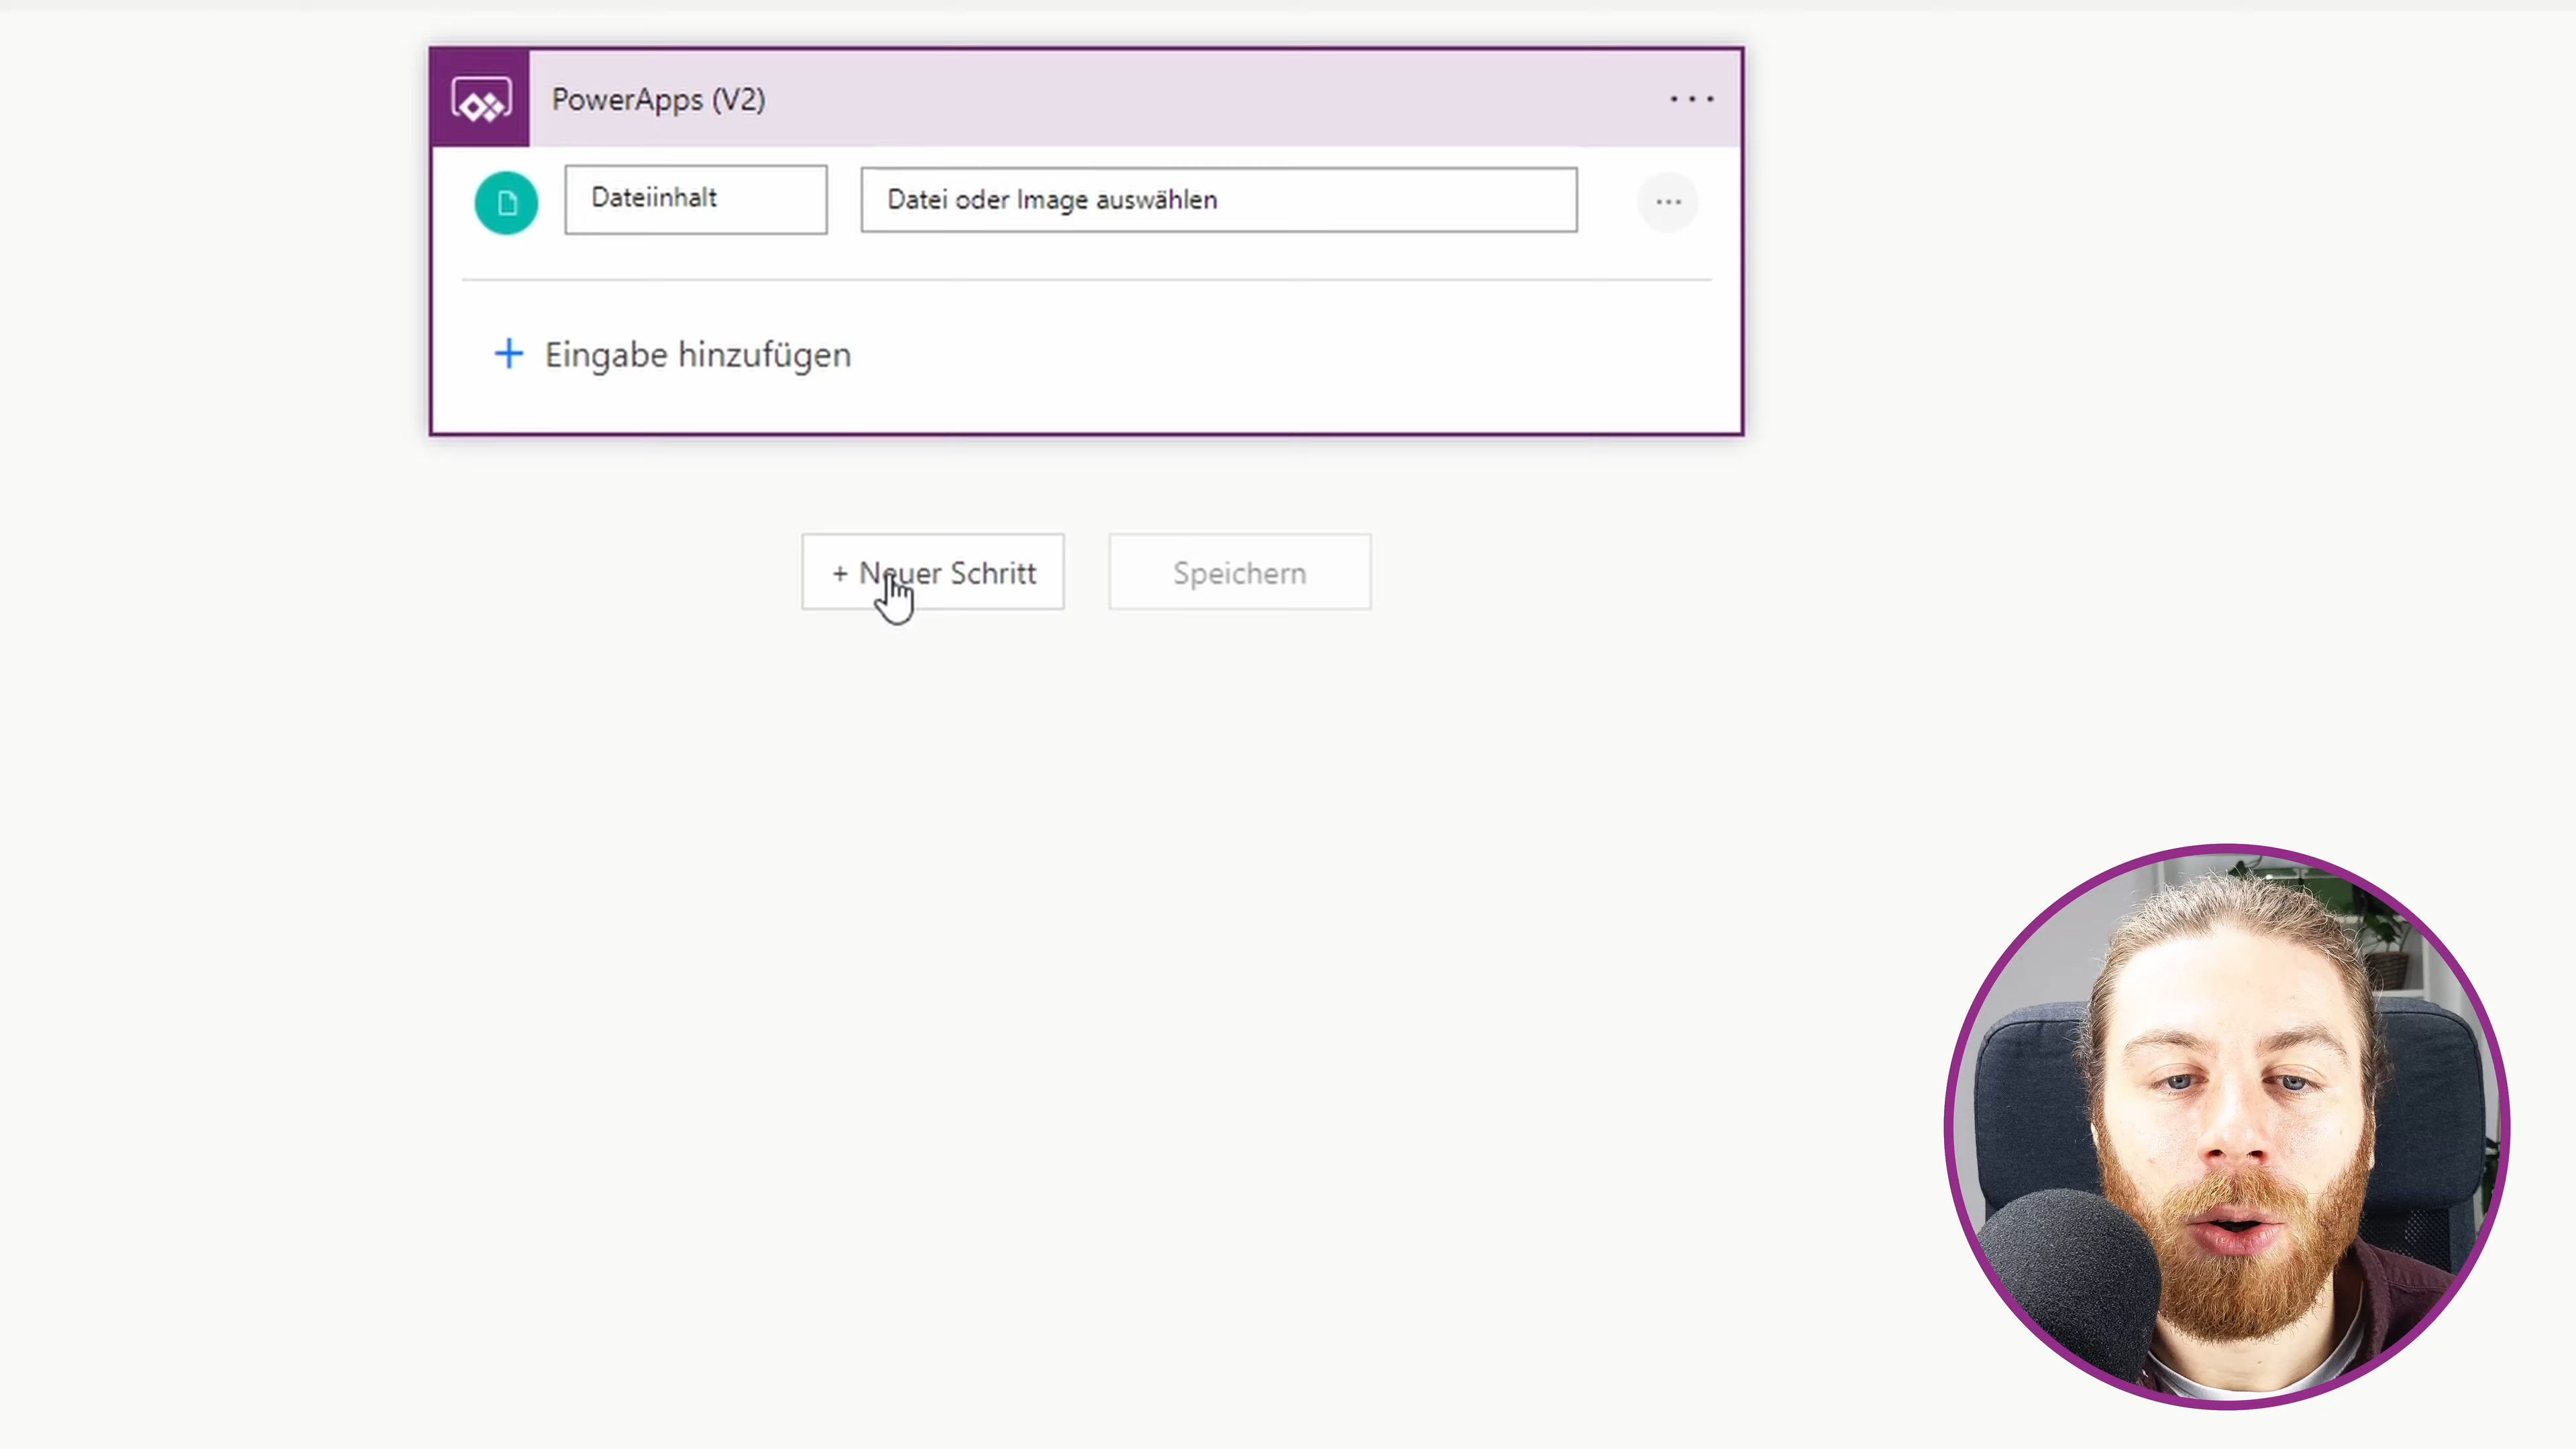 PowerApps (V2)
Dateiinhalt
Datei oder Image auswählen
Eingabe hinzufügen
+ Neuer Schritt
Speichern